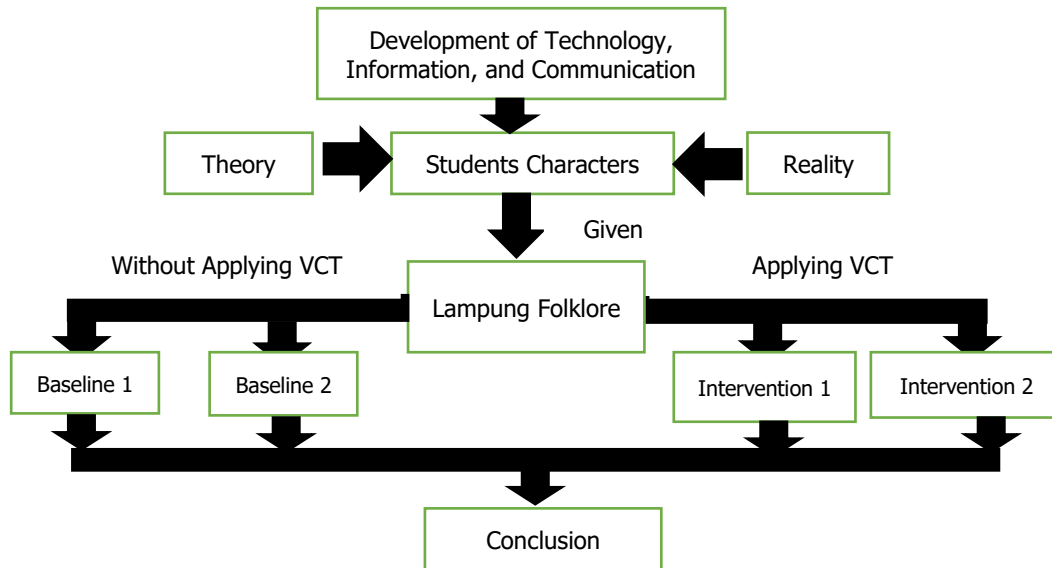 Development of Technology,
Information, and Communication
Theory
Students Characters
Reality
Given
Without Applying VCT
Applying VCT
Lampung Folklore
Baseline 1
Baseline 2
Intervention 1
Intervention 2
Conclusion